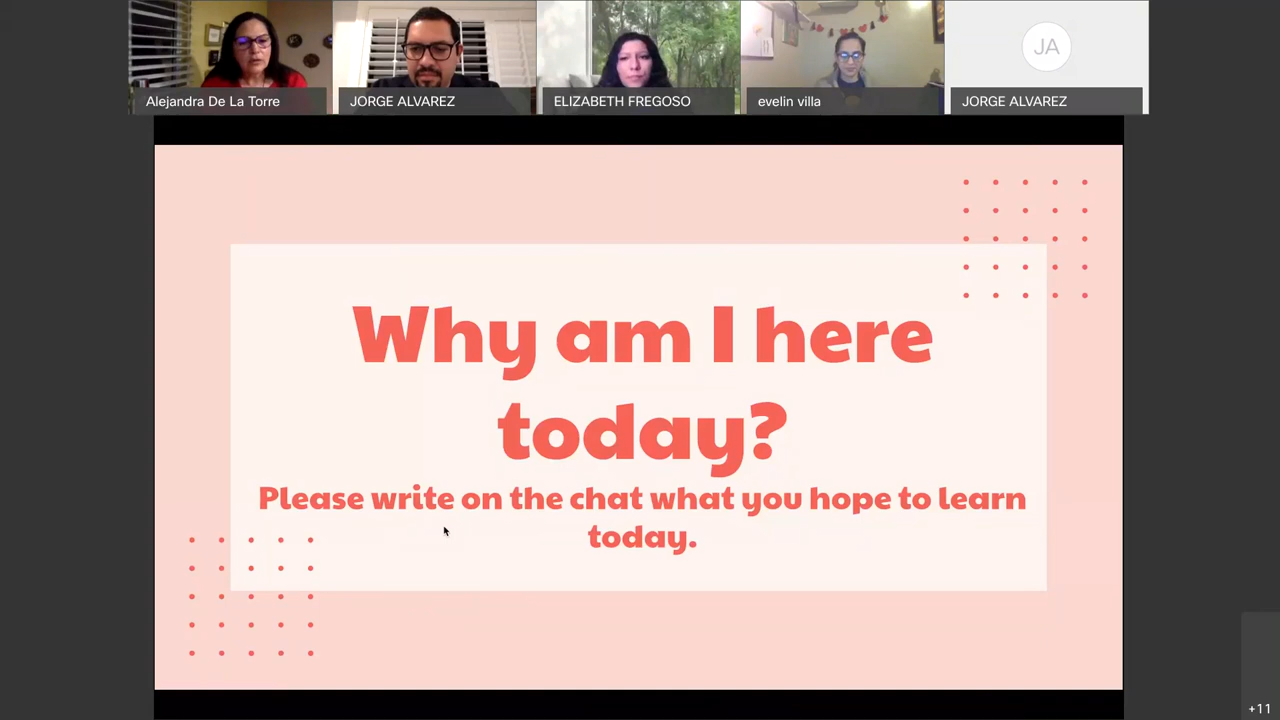 Alejandra De La Torre
JORGE ALVAREZ
ELIZABETH FREGOSO
evelin villa
JA
JORGE ALVAREZ
Why am I here
today?
Please write on the chat what you hope to learn
today.
+11